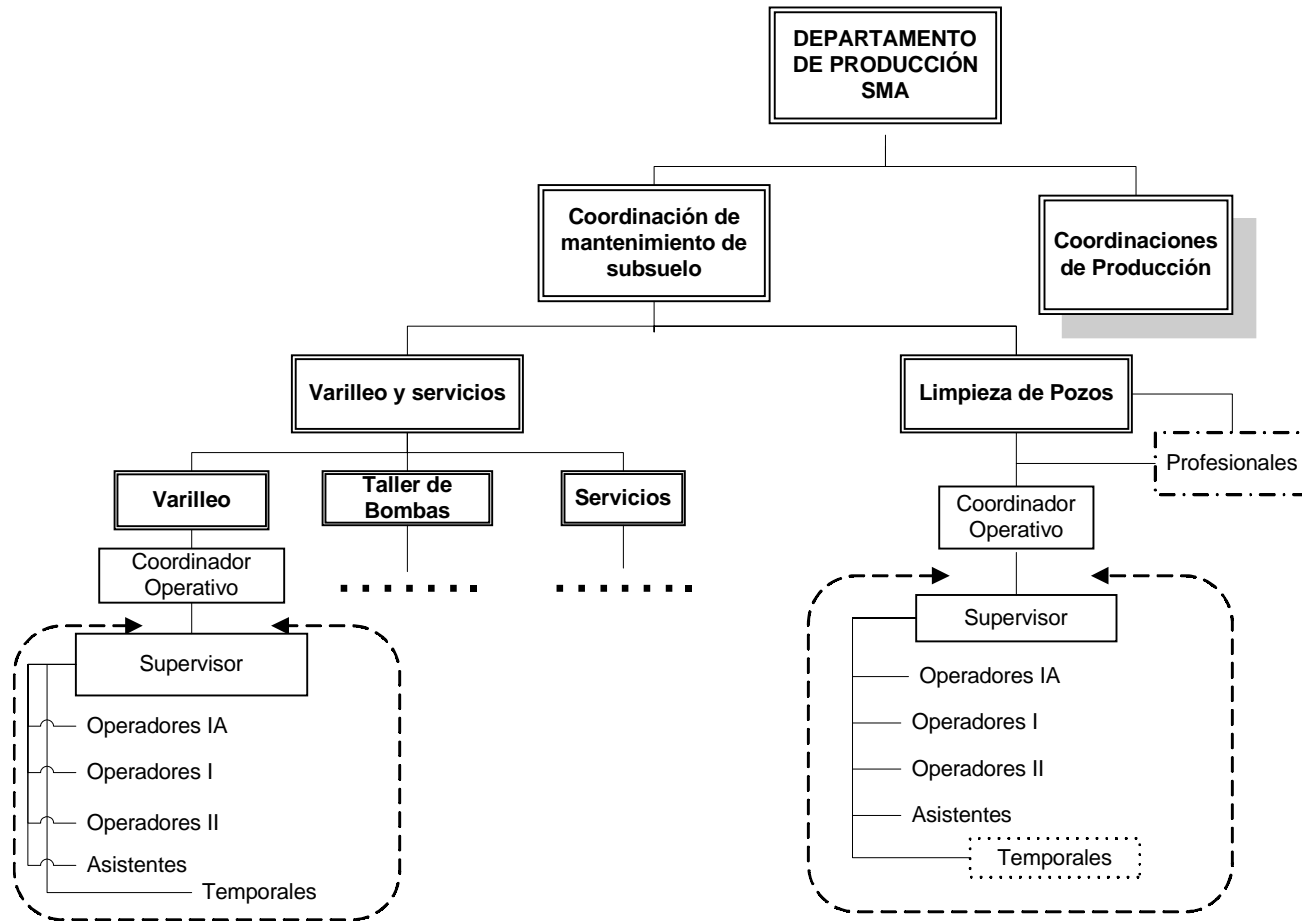 DEPARTAMENTO
DE PRODUCCIÓN
SMA
Coordinación de
mantenimiento de
subsuelo
Coordinaciones
de Producción
Varilleo y servicios
Limpieza de Pozos
Profesionales
Varilleo
Taller de
Bombas
Servicios
Coordinador
Operativo
Coordinador
Operativo
Supervisor
Operadores IA
Operadores I
Operadores II
Asistentes
Temporales
Supervisor
Operadores IA
Operadores I
Operadores II
Asistentes
Temporales